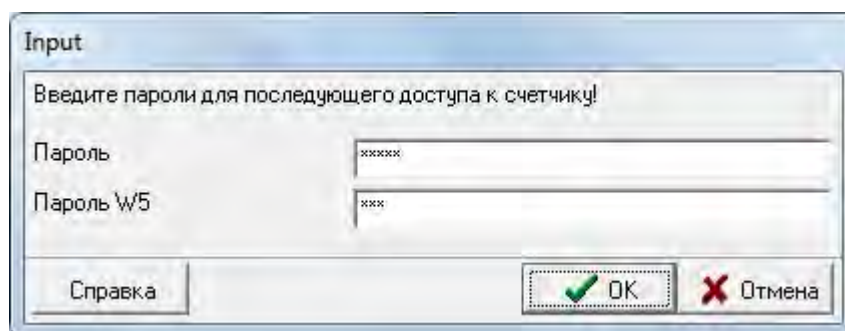 Input
Введите пароли для последующего доступа к счетчику!
Пароль
*****
Пароль W5
***
Справка
OK
Отмена